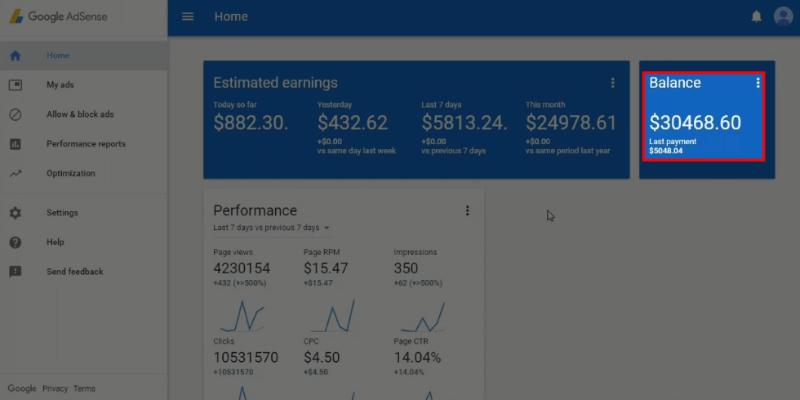 Google AdSense
Home
Home
My ads
Allow & block ads
Performance reports
Optimization
Settings
Help
Send feedback
Google Privacy Terms
Estimated earnings
Today so far Yesterday Last 7 days This month
$882.30. $432.62 $5813.24. $24978.61
+$0.00 +$0.00 +$0.00
vs same day last week vs previous 7 days vs same period last year
Balance
$30468.60
Last payment
$5048.04
Performance
Last 7 days vs previous 7 days
Page views Page RPM Impressions
4230154 $15.47 350
+432 (+>500%) +$15.47 +62 (+>500%)
Clicks CPC Page CTR
10531570 $4.50 14.04%
+10531570 +$4.50 +14.04%